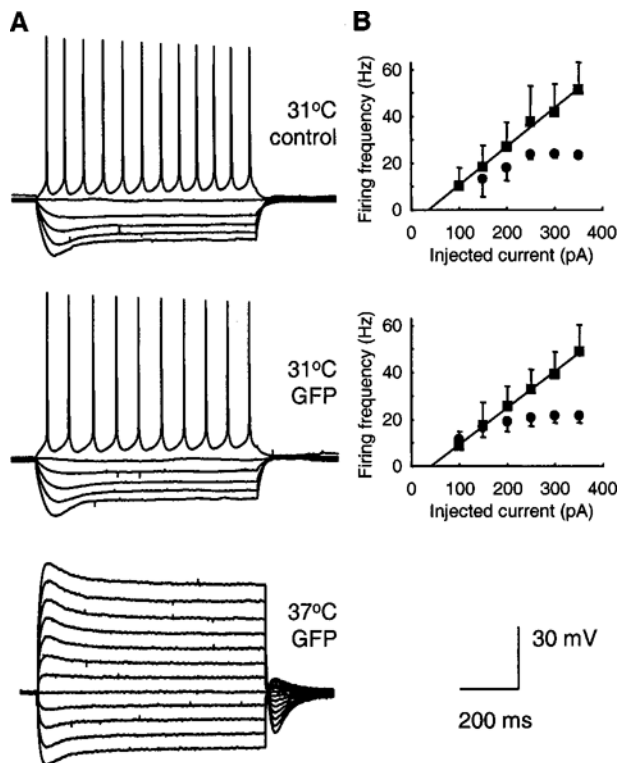 A
31ºC
control
31ºC
GFP
37ºC
GFP
B
Firing frequency (Hz)
60
40
20
0
0 100 200 300 400
Injected current (pA)
Firing frequency (Hz)
60
40
20
0
0 100 200 300 400
Injected current (pA)
30 mV
200 ms